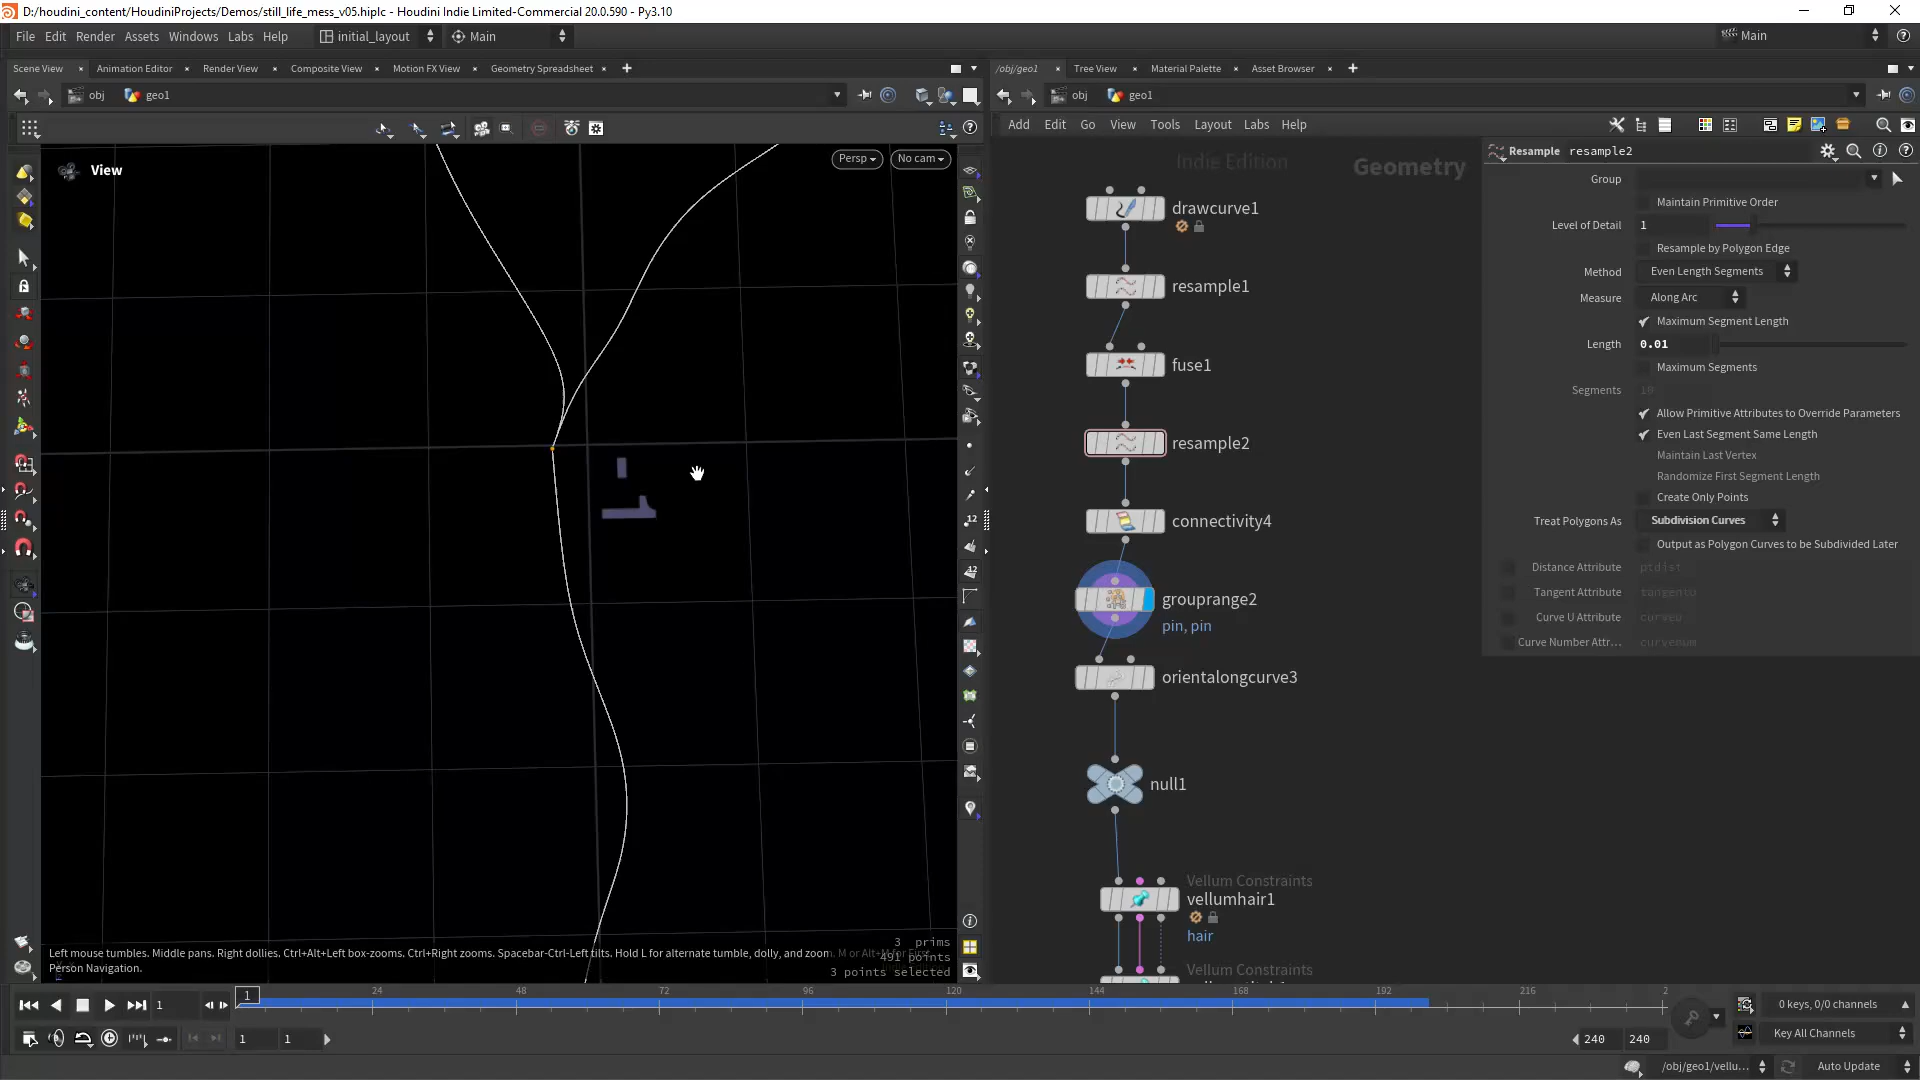 D:/houdini_content/HoudiniProjects/Demos/still_life_mess_v05.hiplc - Houdini Indie Limited-Commercial 20.0.590 - Py3.10
File Edit Render Assets Windows Labs Help initial_layout Main Main
Scene View Animation Editor Render View Composite View Motion FX View Geometry Spreadsheet
/obj/geo1 Tree View Material Palette Asset Browser
obj geo1
obj geo1
Add Edit Go View Tools Layout Labs Help
View
Persp No cam
Indie Edition
Geometry
drawcurve1
resample1
fuse1
resample2
connectivity4
grouprange2
pin, pin
orientalongcurve3
null1
Vellum Constraints
vellumhair1
hair
Vellum Constraints
Resample resample2
Group
Maintain Primitive Order
Level of Detail 1
Resample by Polygon Edge
Method Even Length Segments
Measure Along Arc
Maximum Segment Length
Length 0.01
Maximum Segments
Segments 10
Allow Primitive Attributes to Override Parameters
Even Last Segment Same Length
Maintain Last Vertex
Randomize First Segment Length
Create Only Points
Treat Polygons As Subdivision Curves
Output as Polygon Curves to be Subdivided Later
Distance Attribute ptdist
Tangent Attribute tangentu
Curve U Attribute curveu
Curve Number Attr... curvenum
12
12
3 prims
491 points
3 points selected
Left mouse tumbles. Middle pans. Right dollies. Ctrl+Alt+Left box-zooms. Ctrl+Right zooms. Spacebar-Ctrl-Left tilts. Hold L for alternate tumble, dolly, and zoom.
Person Navigation.
1 24 48 72 96 120 144 168 192 216 2
1
0 keys, 0/0 channels
1 1 240 240
Key All Channels
/obj/geo1/vellu... Auto Update